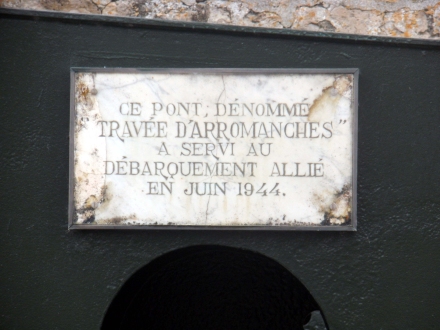 CE PONT, DÉNOMMÉ
"TRAVÉE D'ARROMANCHES"
A SERVI AU
DÉBARQUEMENT ALLIÉ
EN JUIN 1944.